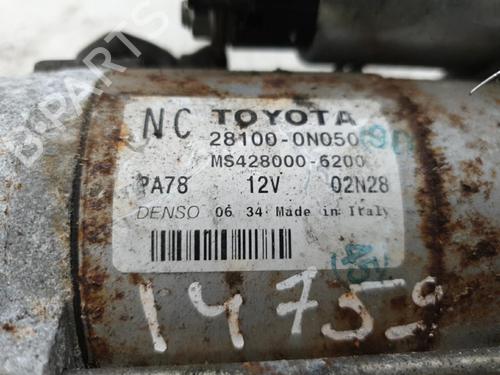 NC TOYOTA
28100-0N050
MS428000-6200
PA78 12V 02N28
DENSO 06 34 Made in Italy
14759